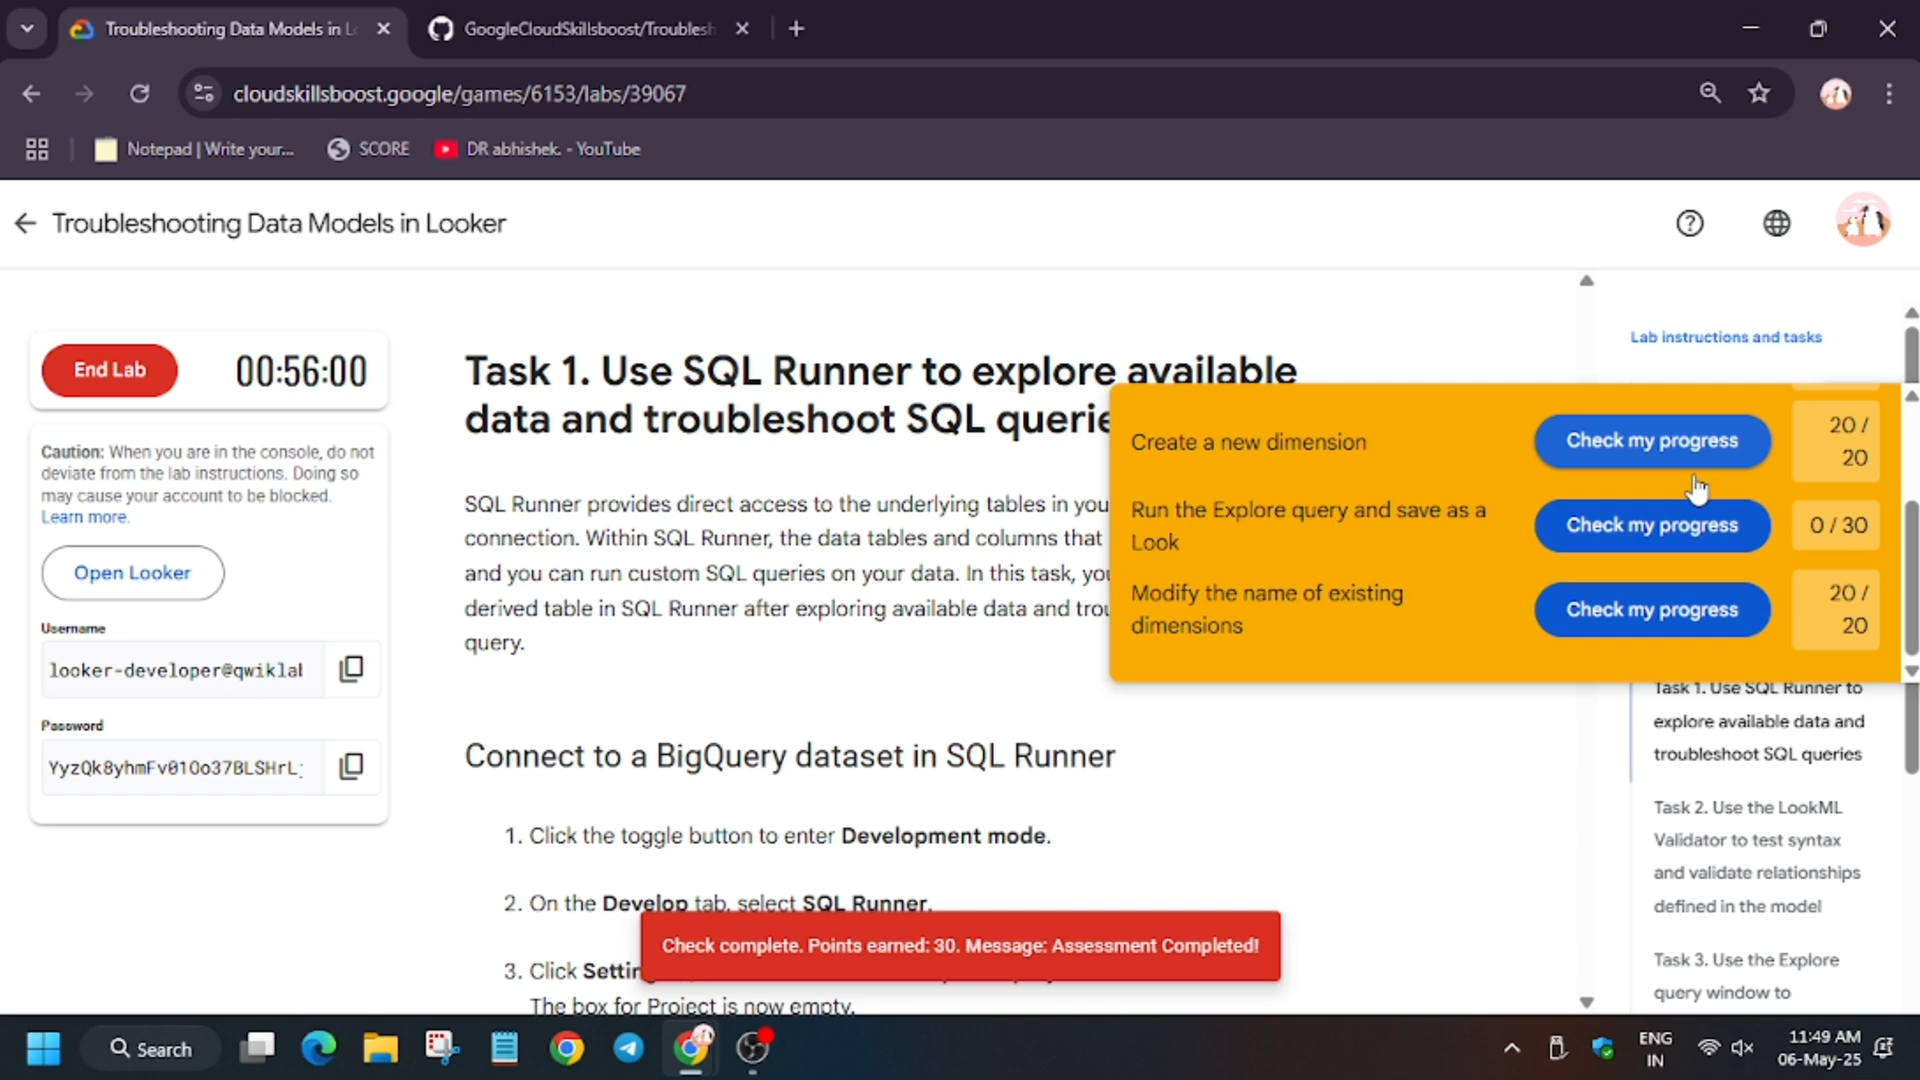 Troubleshooting Data Models in L
GoogleCloudSkillsboost/Troublesh
cloudskillsboost.google/games/6153/labs/39067
Notepad | Write your...
SCORE
DR abhishek. - YouTube
Troubleshooting Data Models in Looker
End Lab
00:56:00
Caution: When you are in the console, do not
deviate from the lab instructions. Doing so
may cause your account to be blocked.
Learn more.
Open Looker
Username
looker-developer@qwiklal
Password
YyzQk8yhmFv01Oo37BLSHrL
Task 1. Use SQL Runner to explore available
data and troubleshoot SQL querie
SQL Runner provides direct access to the underlying tables in you
connection. Within SQL Runner, the data tables and columns that
and you can run custom SQL queries on your data. In this task, you
derived table in SQL Runner after exploring available data and trou
query.
Connect to a BigQuery dataset in SQL Runner
1. Click the toggle button to enter Development mode.
2. On the Develop tab, select SQL Runner.
3. Click Settin
The box for Project is now empty.
Check complete. Points earned: 30. Message: Assessment Completed!
Lab instructions and tasks
Create a new dimension
Check my progress
20 /
20
Run the Explore query and save as a
Look
Check my progress
0 / 30
Modify the name of existing
dimensions
Check my progress
20 /
20
Task 1. Use SQL Runner to
explore available data and
troubleshoot SQL queries
Task 2. Use the LookML
Validator to test syntax
and validate relationships
defined in the model
Task 3. Use the Explore
query window to
Search
ENG
IN
11:49 AM
06-May-25